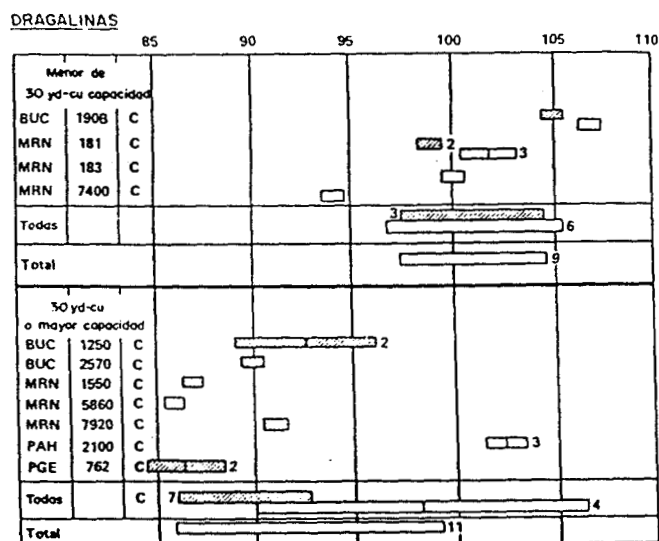 DRAGALINAS
85 90 95 100 105 110
Menor de
30 yd-cu capacidad
BUC 190B C
MRN 181 C 2
3
MRN 183 C
MRN 7400 C
Todas 3
6
Total 9
30 yd-cu
o mayor capacidad
BUC 1250 C 2
BUC 2570 C
MRN 1550 C
MRN 5860 C
MRN 7920 C
PAH 2100 C 3
PGE 762 C 2
Todas C 7
4
Total 11